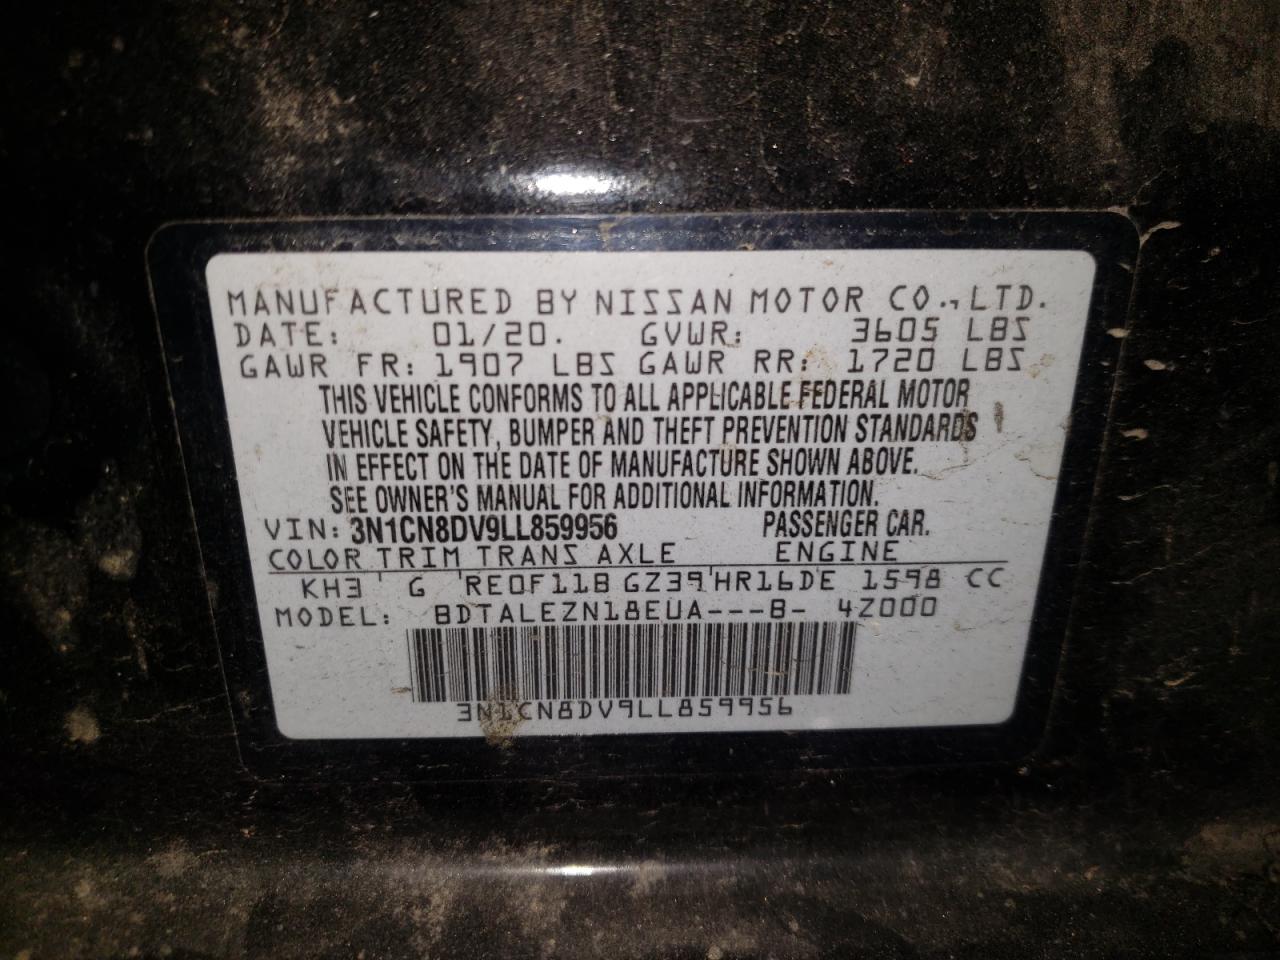 MANUFACTURED BY NISSAN MOTOR CO., LTD.
DATE: 01/20. GVWR: 3605 LBS
GAWR FR: 1907 LBS GAWR RR: 1720 LBS
THIS VEHICLE CONFORMS TO ALL APPLICABLE FEDERAL MOTOR
VEHICLE SAFETY, BUMPER AND THEFT PREVENTION STANDARDS
IN EFFECT ON THE DATE OF MANUFACTURE SHOWN ABOVE.
SEE OWNER'S MANUAL FOR ADDITIONAL INFORMATION.
VIN: 3N1CN8DV9LL859956 PASSENGER CAR.
COLOR TRIM TRANS AXLE ENGINE
KH3 G RE0F11B GZ39 HR16DE 1598 CC
MODEL: BDTALEZN18EUA---B- 4Z000
3N1CN8DV9LL859956